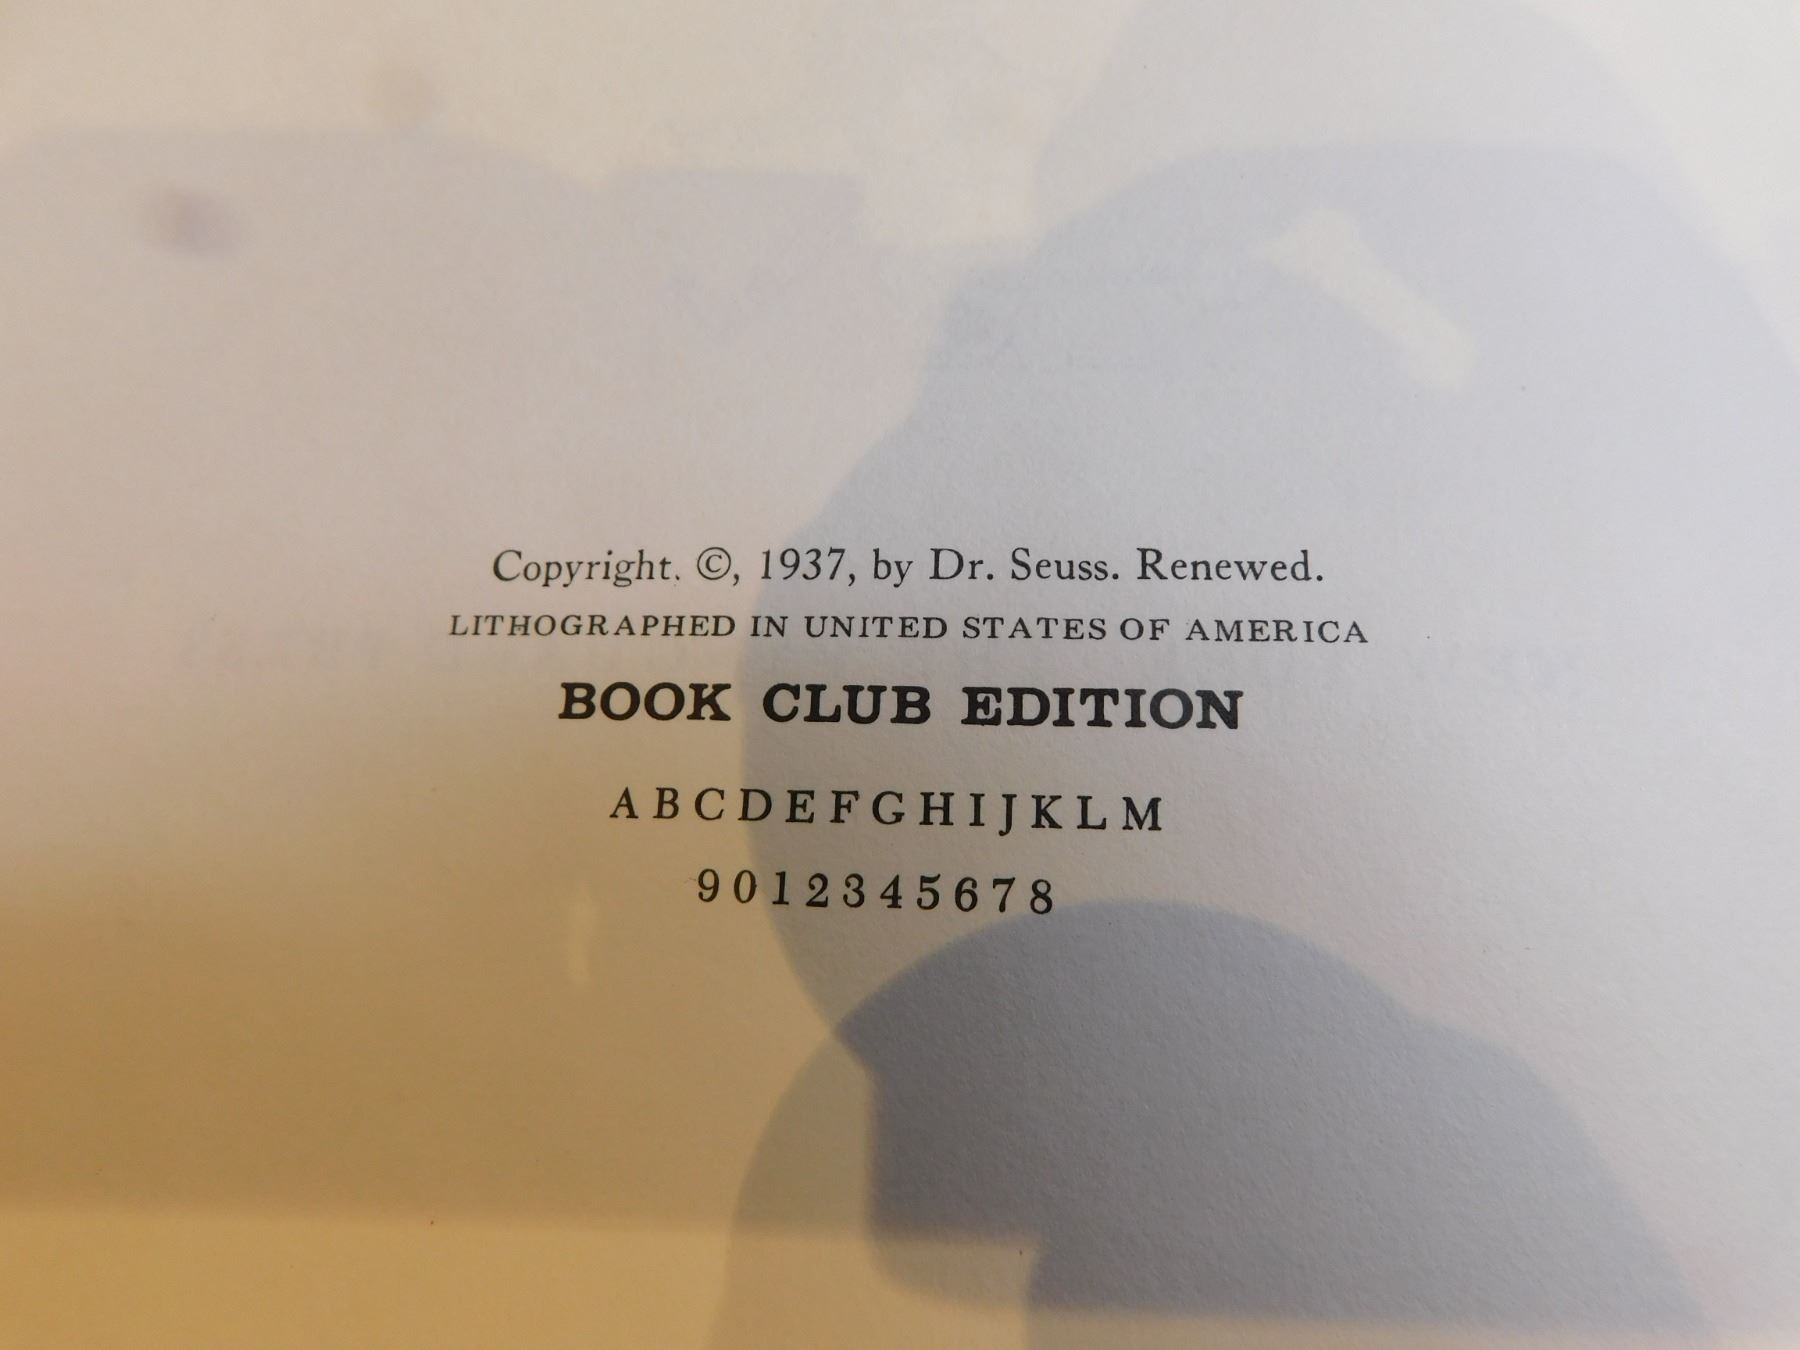 Copyright. ©, 1937, by Dr. Seuss. Renewed.
LITHOGRAPHED IN UNITED STATES OF AMERICA
BOOK CLUB EDITION
A B C D E F G H I J K L M
9 0 1 2 3 4 5 6 7 8